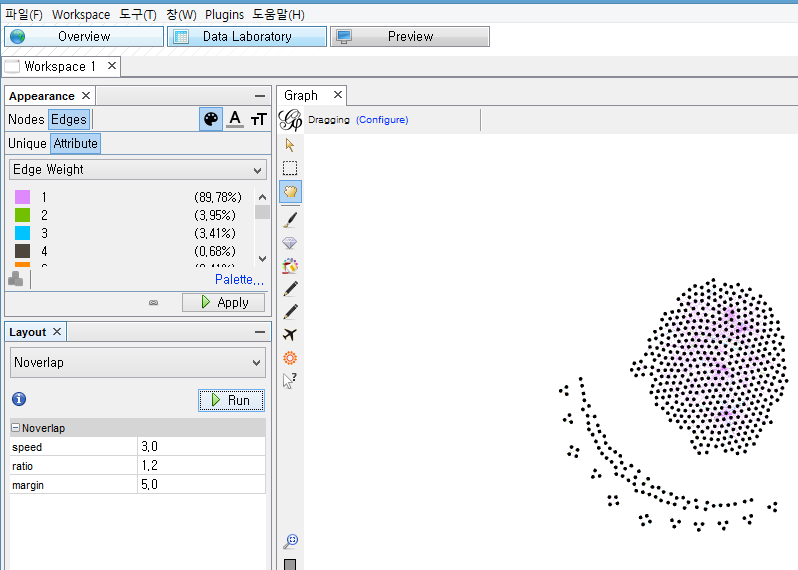 파일(F) Workspace 도구(T) 창(W) Plugins 도움말(H)
Overview Data Laboratory Preview
Workspace 1
Appearance
Nodes Edges A TT
Unique Attribute
Edge Weight
1 (89,78%)
2 (3,95%)
3 (3,41%)
4 (0,68%)
Palette...
Apply
Layout
Noverlap
Run
Noverlap
speed 3,0
ratio 1,2
margin 5,0
Graph
Dragging (Configure)